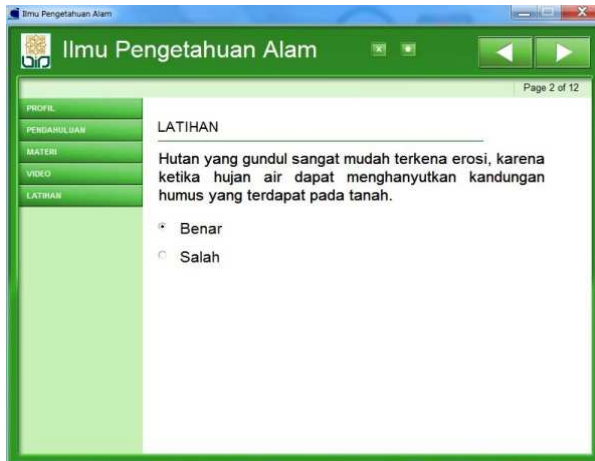 Ilmu Pengetahuan Alam
Ilmu Pengetahuan Alam
Page 2 of 12
PROFIL
PENDAHULUAN
MATERI
VIDEO
LATIHAN
LATIHAN
Hutan yang gundul sangat mudah terkena erosi, karena
ketika hujan air dapat menghanyutkan kandungan
humus yang terdapat pada tanah.
Benar
Salah